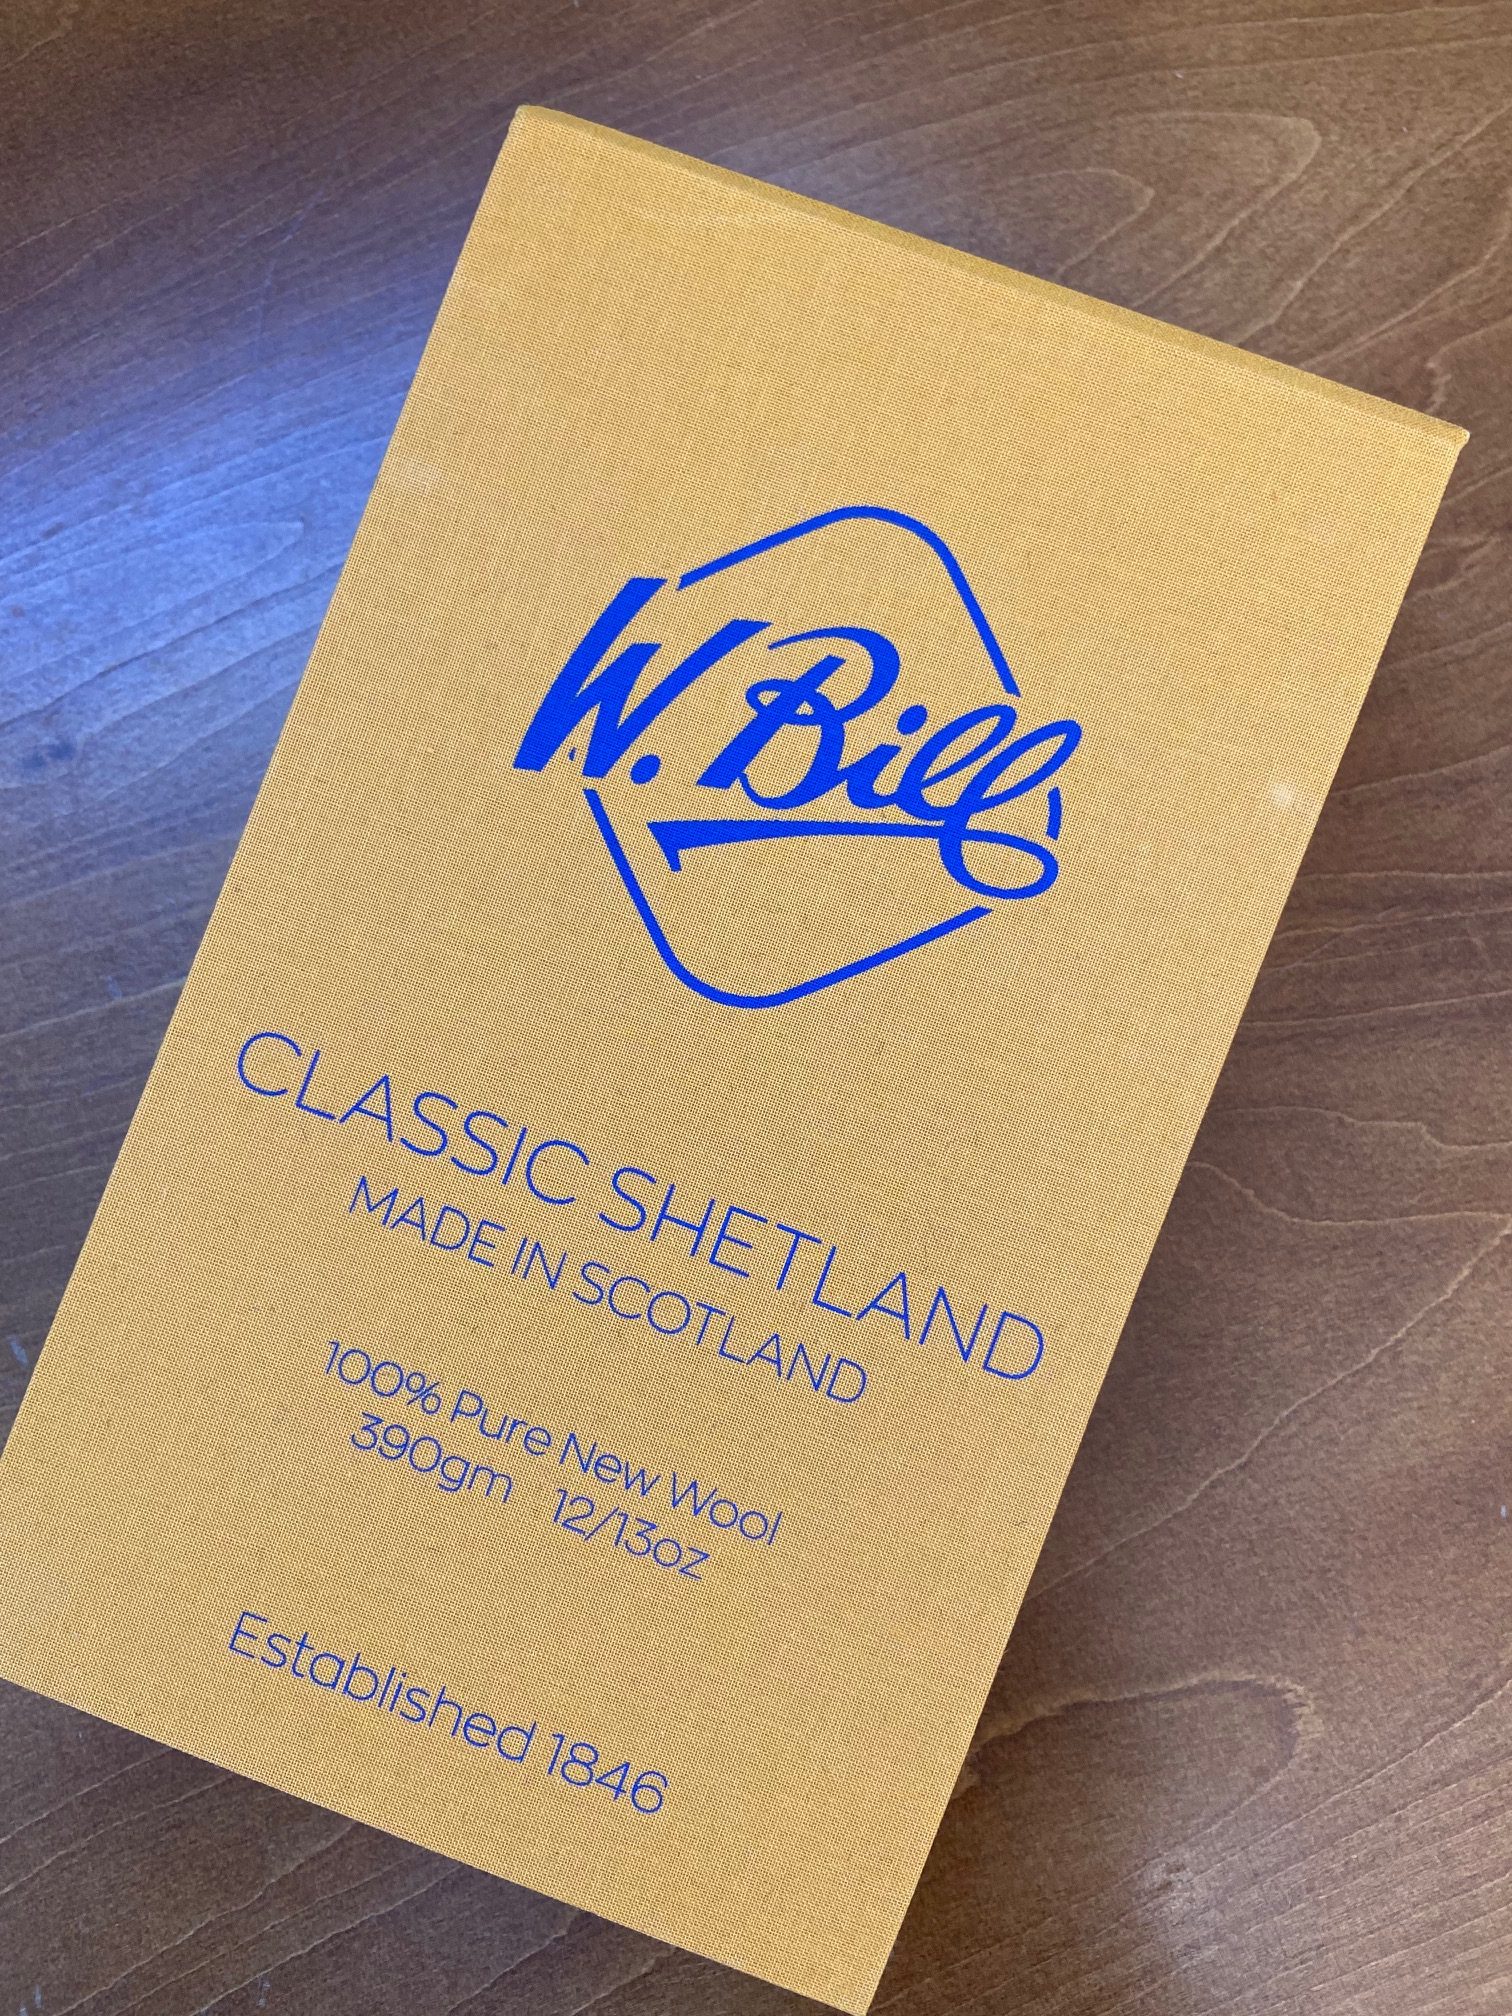 W. Bill
CLASSIC SHETLAND
MADE IN SCOTLAND
100% Pure New Wool
390gm 12/13oz
Established 1846